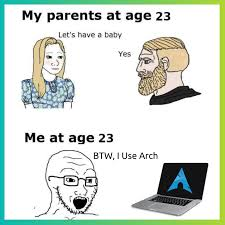 My parents at age 23
Let's have a baby
Yes
Me at age 23
BTW, I Use Arch